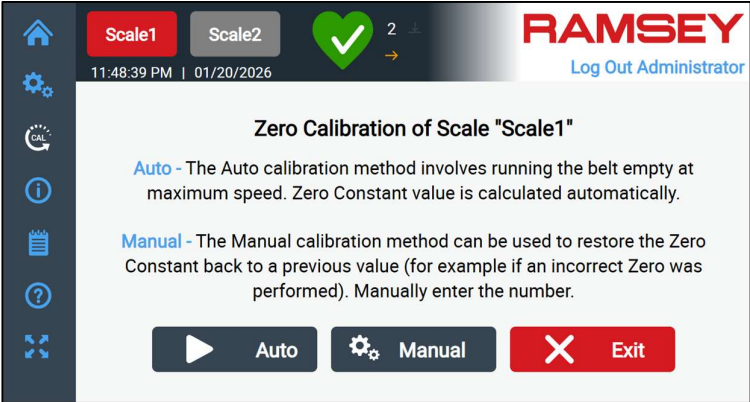 Scale1
Scale2
2
RAMSEY
11:48:39 PM | 01/20/2026
Log Out Administrator
CAL
Zero Calibration of Scale "Scale1"
Auto - The Auto calibration method involves running the belt empty at
maximum speed. Zero Constant value is calculated automatically.
Manual - The Manual calibration method can be used to restore the Zero
Constant back to a previous value (for example if an incorrect Zero was
performed). Manually enter the number.
Auto
Manual
Exit